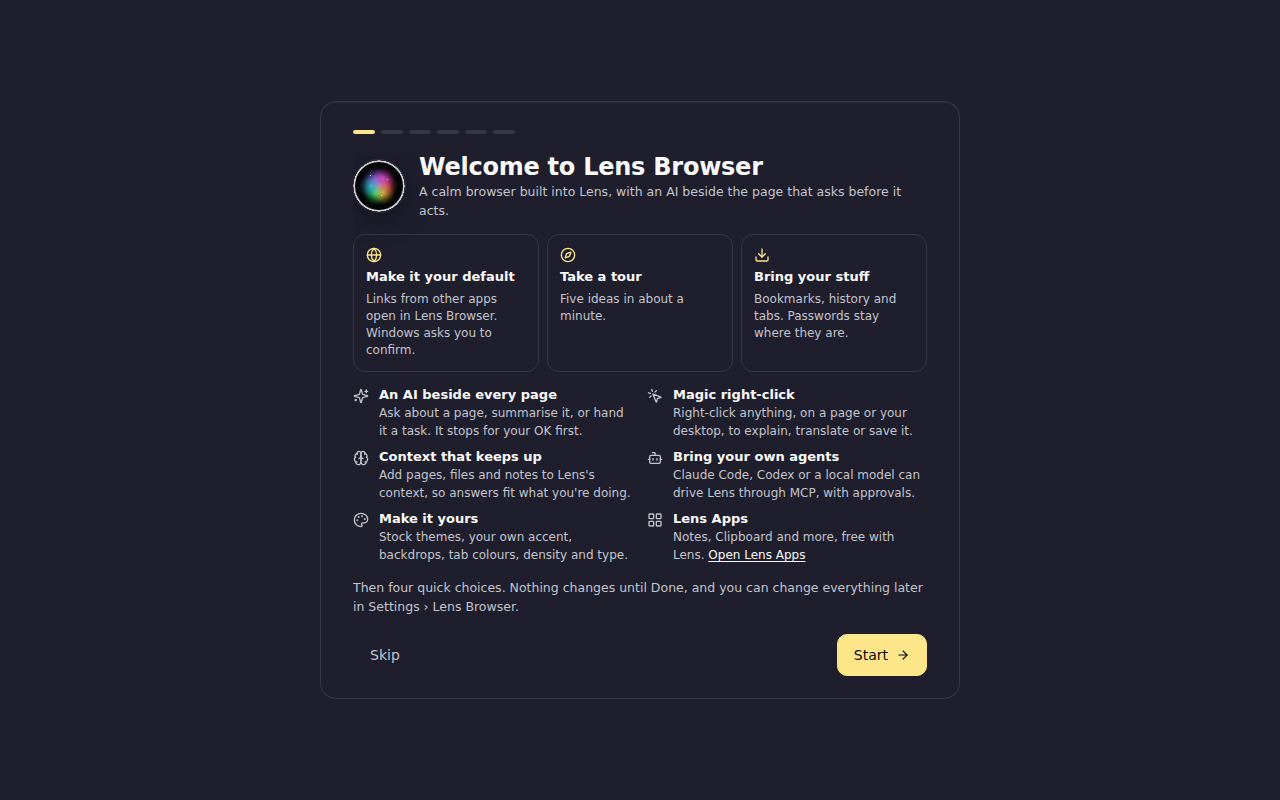 Welcome to Lens Browser
A calm browser built into Lens, with an AI beside the page that asks before it
acts.
Make it your default
Links from other apps
open in Lens Browser.
Windows asks you to
confirm.
Take a tour
Five ideas in about a
minute.
Bring your stuff
Bookmarks, history and
tabs. Passwords stay
where they are.
An AI beside every page
Ask about a page, summarise it, or hand
it a task. It stops for your OK first.
Magic right-click
Right-click anything, on a page or your
desktop, to explain, translate or save it.
Context that keeps up
Add pages, files and notes to Lens's
context, so answers fit what you're doing.
Bring your own agents
Claude Code, Codex or a local model can
drive Lens through MCP, with approvals.
Make it yours
Stock themes, your own accent,
backdrops, tab colours, density and type.
Lens Apps
Notes, Clipboard and more, free with
Lens. Open Lens Apps
Then four quick choices. Nothing changes until Done, and you can change everything later
in Settings › Lens Browser.
Skip
Start